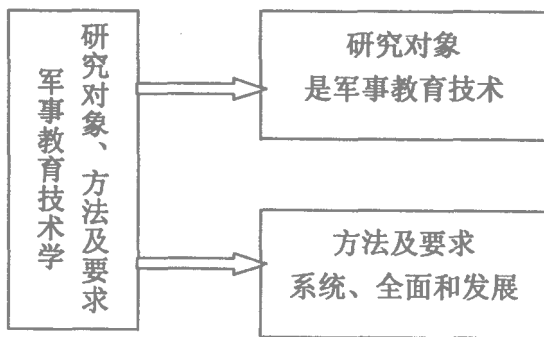 军事教育技术学
研究对象、方法及要求
研究对象
是军事教育技术
方法及要求
系统、全面和发展